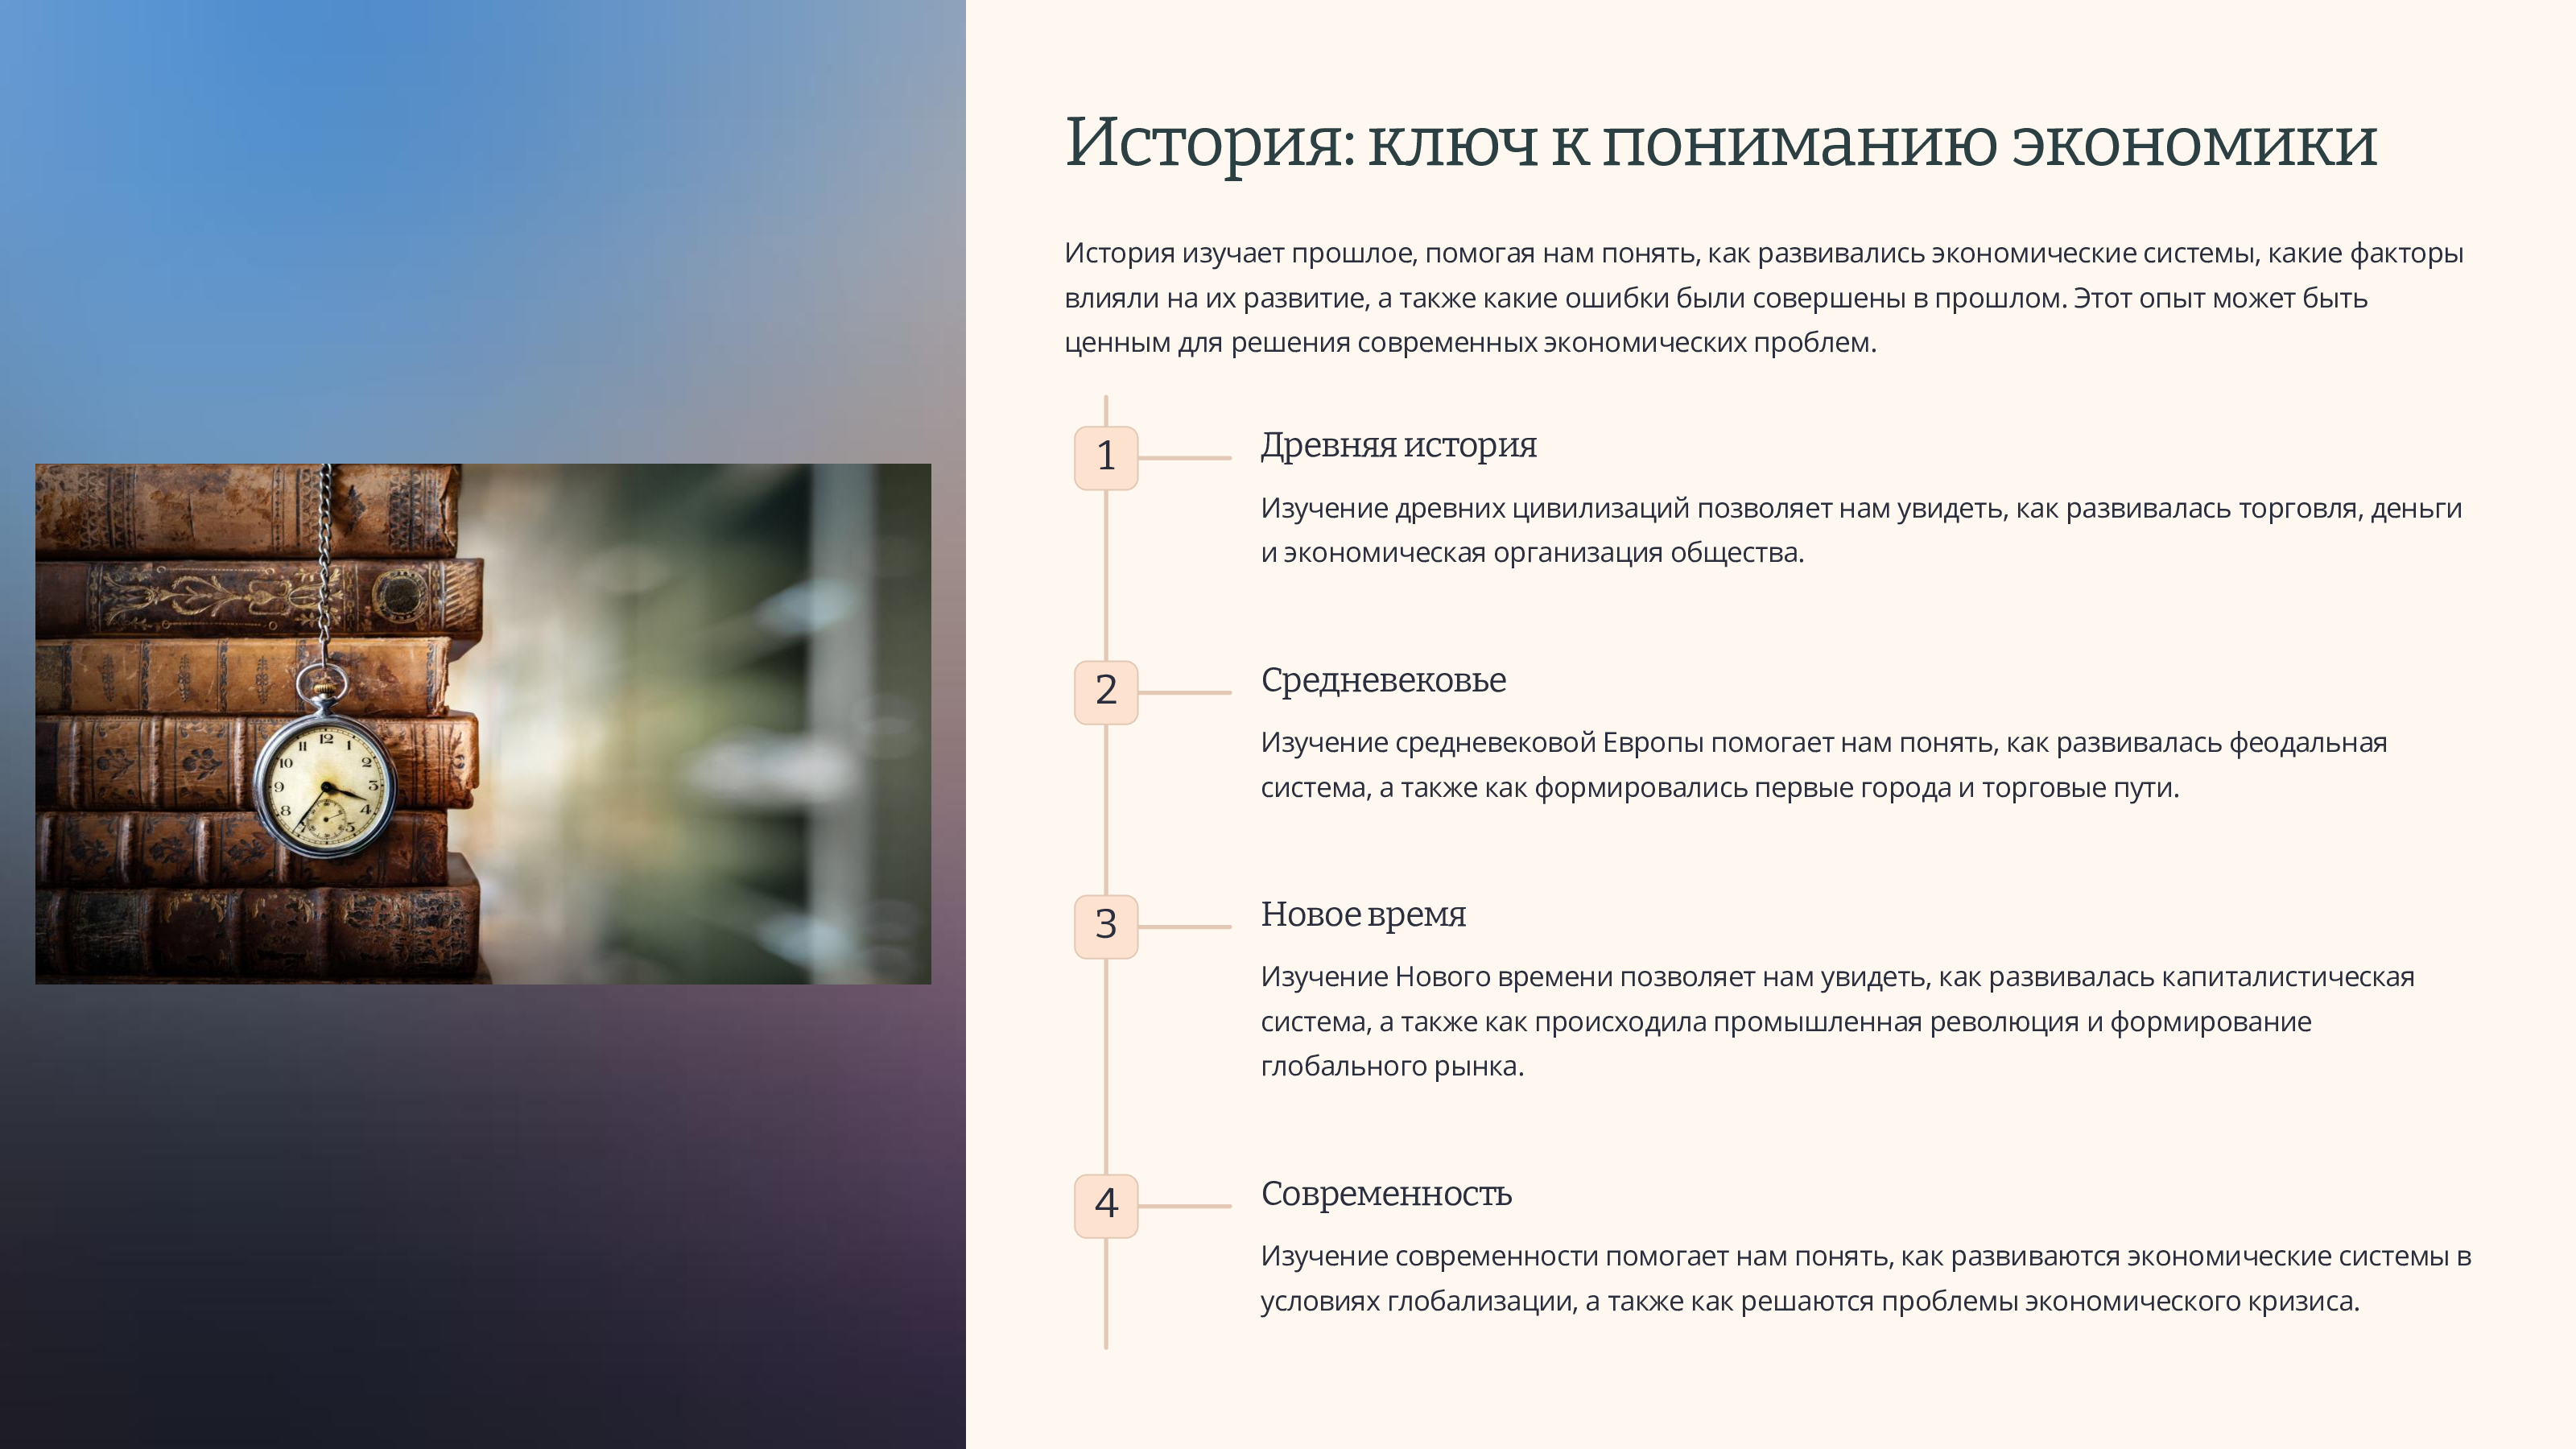 История: ключ к пониманию экономики
История изучает прошлое, помогая нам понять, как развивались экономические системы, какие факторы
влияли на их развитие, а также какие ошибки были совершены в прошлом. Этот опыт может быть
ценным для решения современных экономических проблем.
1
Древняя история
Изучение древних цивилизаций позволяет нам увидеть, как развивалась торговля, деньги
и экономическая организация общества.
2
Средневековье
Изучение средневековой Европы помогает нам понять, как развивалась феодальная
система, а также как формировались первые города и торговые пути.
3
Новое время
Изучение Нового времени позволяет нам увидеть, как развивалась капиталистическая
система, а также как происходила промышленная революция и формирование
глобального рынка.
4
Современность
Изучение современности помогает нам понять, как развиваются экономические системы в
условиях глобализации, а также как решаются проблемы экономического кризиса.